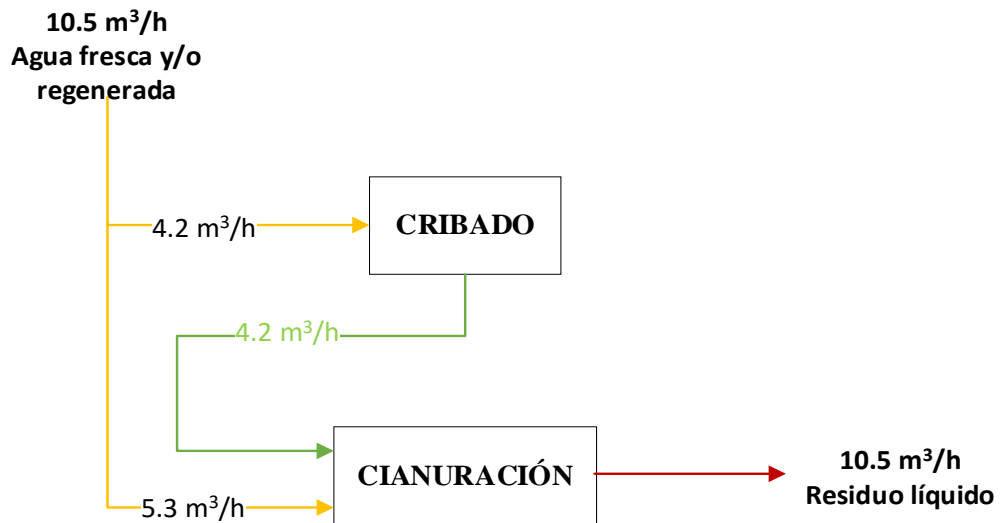 10.5 m³/h
Agua fresca y/o
regenerada
4.2 m³/h
CRIBADO
4.2 m³/h
CIANURACIÓN
5.3 m³/h
10.5 m³/h
Residuo líquido